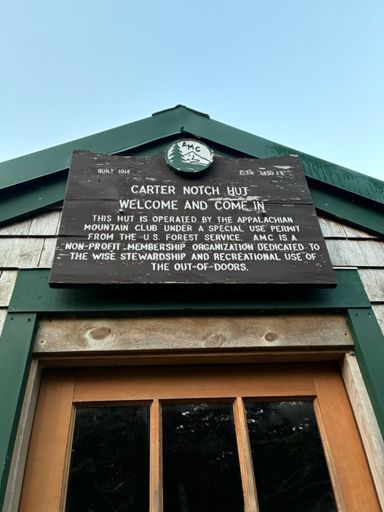 AMC
BUILT 1914 ELEV. 3450 FT.
CARTER NOTCH HUT
WELCOME AND COME IN
THIS HUT IS OPERATED BY THE APPALACHIAN
MOUNTAIN CLUB UNDER A SPECIAL USE PERMIT
FROM THE U.S. FOREST SERVICE. AMC IS A
NON-PROFIT MEMBERSHIP ORGANIZATION DEDICATED TO
THE WISE STEWARDSHIP AND RECREATIONAL USE OF
THE OUT-OF-DOORS.